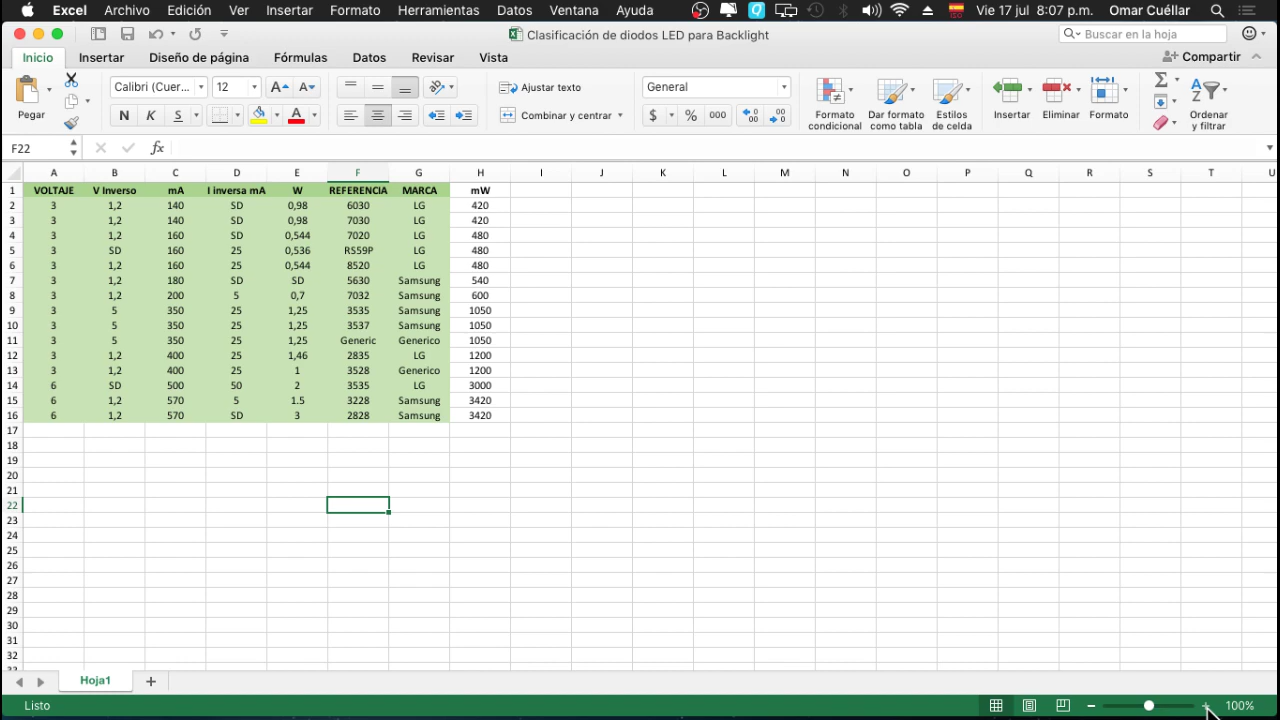 Excel Archivo Edición Ver Insertar Formato Herramientas Datos Ventana Ayuda Vie 17 jul 8:07 p.m. Omar Cuéllar
Clasificación de diodos LED para Backlight
Buscar en la hoja
Inicio Insertar Diseño de página Fórmulas Datos Revisar Vista Compartir
Calibri (Cuer... 12 A A Ajustar texto General
Pegar N K S A Combinar y centrar $ % 000
Formato condicional
Dar formato como tabla
Estilos de celda
Insertar Eliminar Formato
Ordenar y filtrar
F22 fx
A B C D E F G H I J K L M N O P Q R S T U
1 VOLTAJE V Inverso mA I inversa mA W REFERENCIA MARCA mW
2 3 1,2 140 SD 0,98 6030 LG 420
3 3 1,2 140 SD 0,98 7030 LG 420
4 3 1,2 160 SD 0,544 7020 LG 480
5 3 SD 160 25 0,536 RS59P LG 480
6 3 1,2 160 25 0,544 8520 LG 480
7 3 1,2 180 SD SD 5630 Samsung 540
8 3 1,2 200 5 0,7 7032 Samsung 600
9 3 5 350 25 1,25 3535 Samsung 1050
10 3 5 350 25 1,25 3537 Samsung 1050
11 3 5 350 25 1,25 Generic Generico 1050
12 3 1,2 400 25 1,46 2835 LG 1200
13 3 1,2 400 25 1 3528 Generico 1200
14 6 SD 500 50 2 3535 LG 3000
15 6 1,2 570 5 1.5 3228 Samsung 3420
16 6 1,2 570 SD 3 2828 Samsung 3420
17
18
19
20
21
22
23
24
25
26
27
28
29
30
31
32
Hoja1
Listo 100%